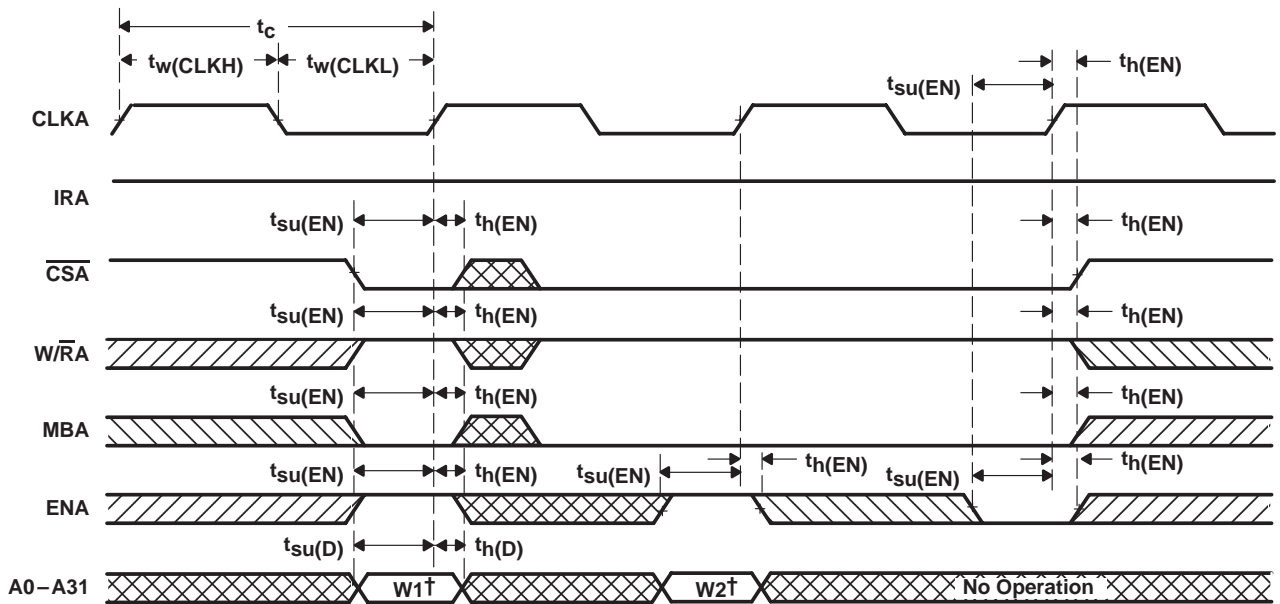 tc
tw(CLKH) tw(CLKL) th(EN)
tsu(EN)
CLKA
IRA
tsu(EN) th(EN) th(EN)
CSA
tsu(EN) th(EN) th(EN)
W/RA
tsu(EN) th(EN) th(EN)
MBA
tsu(EN) th(EN) tsu(EN) th(EN) tsu(EN) th(EN)
ENA
tsu(D) th(D)
A0–A31 W1† W2† No Operation